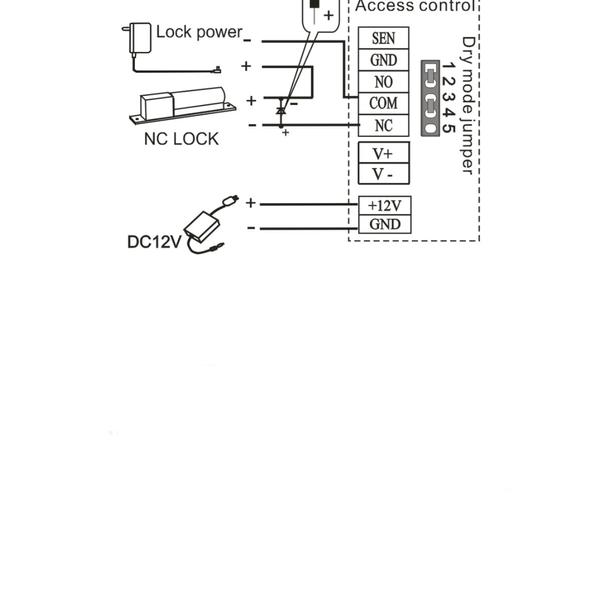 Access control
+
Lock power
-
+
+
-
-
+
NC LOCK
SEN
GND
NO
COM
NC
V+
V -
+12V
GND
1 2 3 4 5
Dry mode jumper
+
-
DC12V